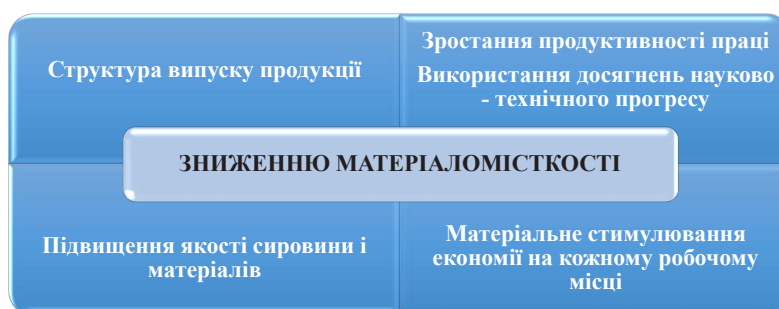 Структура випуску продукції
Зростання продуктивності праці
Використання досягнень науково
- технічного прогресу
ЗНИЖЕННЮ МАТЕРІАЛОМІСТКОСТІ
Підвищення якості сировини і
матеріалів
Матеріальне стимулювання
економії на кожному робочому
місці